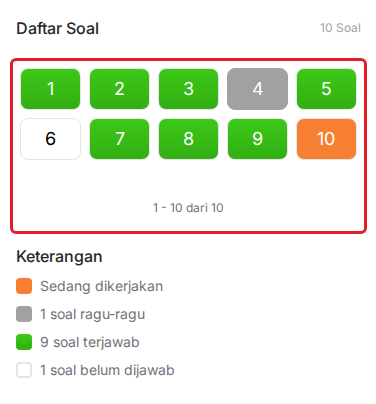 Daftar Soal 10 Soal
1 2 3 4 5
6 7 8 9 10
1 - 10 dari 10
Keterangan
Sedang dikerjakan
1 soal ragu-ragu
9 soal terjawab
1 soal belum dijawab